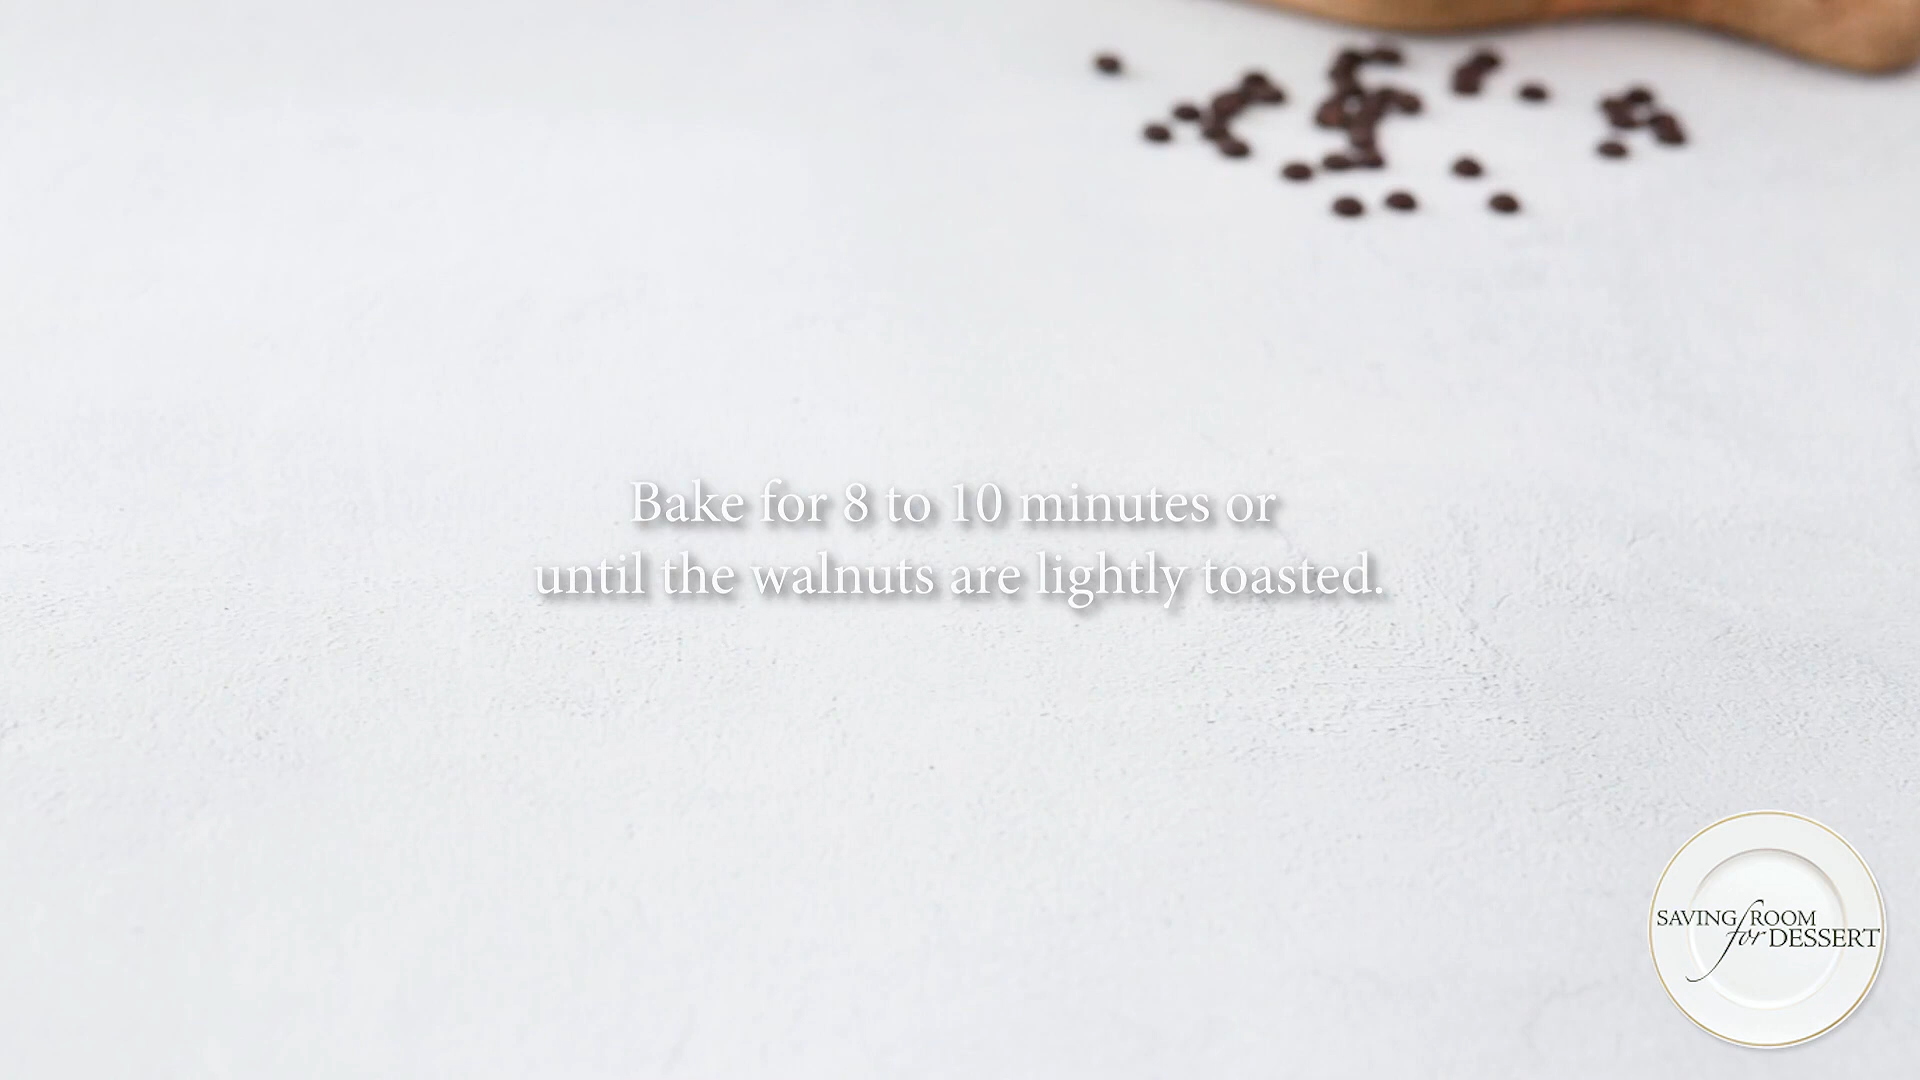 Bake for 8 to 10 minutes or
until the walnuts are lightly toasted.
SAVING ROOM
for DESSERT